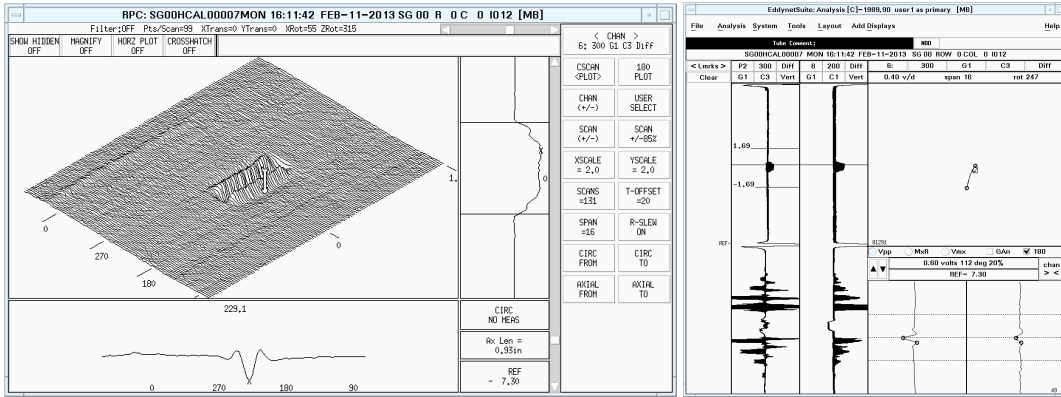 RPC: SG00HCAL00007MON 16:11:42 FEB-11-2013 SG 00 R 0 C 0 I012 [MB]
Filter:OFF Pts/Scan=99 XTrans=0 YTrans=0 XRot=55 ZRot=315
SHOW HIDDEN OFF
MAGNIFY OFF
HORZ PLOT OFF
CROSSHATCH OFF
< CHAN >
6: 300 G1 C3 Diff
CSCAN <PLOT>
180 PLOT
CHAN (+/-)
USER SELECT
SCAN (+/-)
SCAN +/-85%
XSCALE = 2.0
YSCALE = 2.0
SCANS =131
T-OFFSET =20
SPAN =16
R-SLEW ON
CIRC FROM
CIRC TO
AXIAL FROM
AXIAL TO
0
270
180
0
1.
0
229.1
0 270 180 90
CIRC NO MEAS
Ax Len = 0.93in
REF - 7.30
EddynetSuite: Analysis [C]-1989,90 user1 as primary [MB]
File Analysis System Tools Layout Add Displays Help
Tube Comment: NDD
SG00HCAL00007 MON 16:11:42 FEB-11-2013 SG 00 ROW 0 COL 0 I012
< Lmrks > P2 300 Diff 8 200 Diff 6: 300 G1 C3 Diff
Clear G1 C3 Vert G1 C1 Vert 0.40 v/d span 16 rot 247
1.69
-1.69
REF-
81291
Vpp MxR Vmx GAn 180
0.60 volts 112 deg 20% chan
REF- 7.30 > <
49